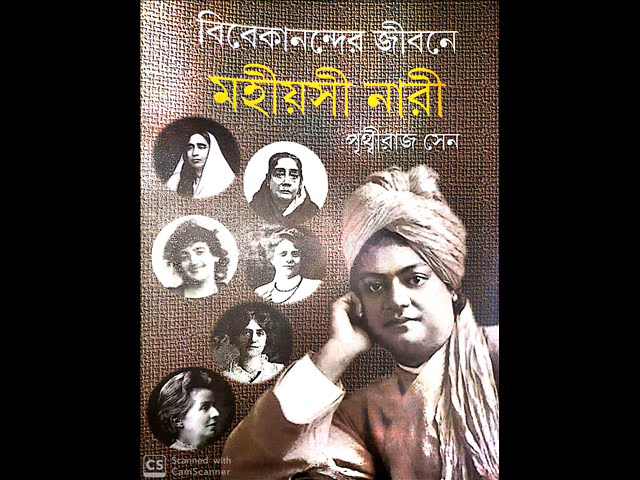 বিবেকানন্দের জীবনে
মহীয়সী নারী
পৃথ্বীরাজ সেন
CS Scanned with
CamScanner